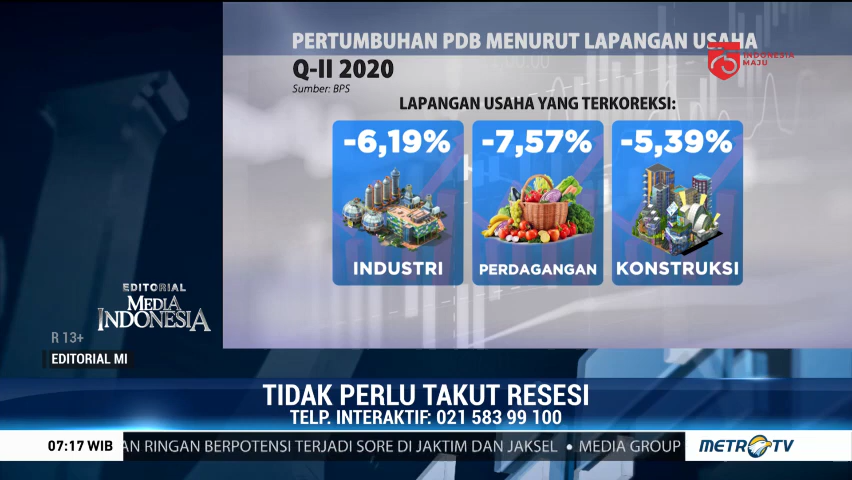 PERTUMBUHAN PDB MENURUT LAPANGAN USAHA
Q-II 2020
Sumber: BPS
75 INDONESIA
MAJU
LAPANGAN USAHA YANG TERKOREKSI:
-6,19% -7,57% -5,39%
INDUSTRI PERDAGANGAN KONSTRUKSI
EDITORIAL
MEDIA
INDONESIA
R 13+
EDITORIAL MI
TIDAK PERLU TAKUT RESESI
TELP. INTERAKTIF: 021 583 99 100
07:17 WIB AN RINGAN BERPOTENSI TERJADI SORE DI JAKTIM DAN JAKSEL • MEDIA GROUP METRO TV